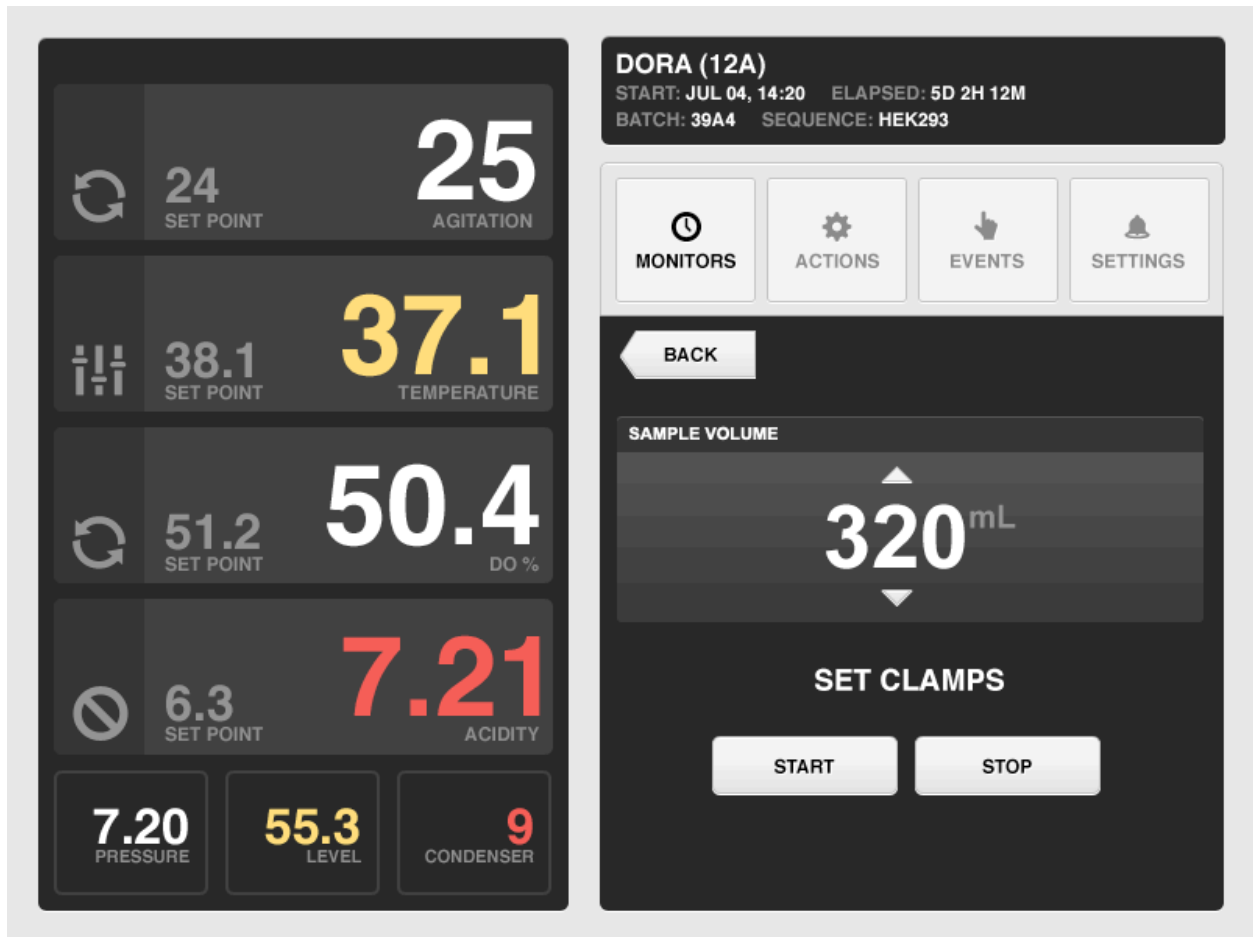 25
24
SET POINT
AGITATION
37.1
38.1
SET POINT
TEMPERATURE
50.4
51.2
SET POINT
DO %
7.21
6.3
SET POINT
ACIDITY
7.20
PRESSURE
55.3
LEVEL
9
CONDENSER
DORA (12A)
START: JUL 04, 14:20 ELAPSED: 5D 2H 12M
BATCH: 39A4 SEQUENCE: HEK293
MONITORS
ACTIONS
EVENTS
SETTINGS
BACK
SAMPLE VOLUME
320 mL
SET CLAMPS
START
STOP